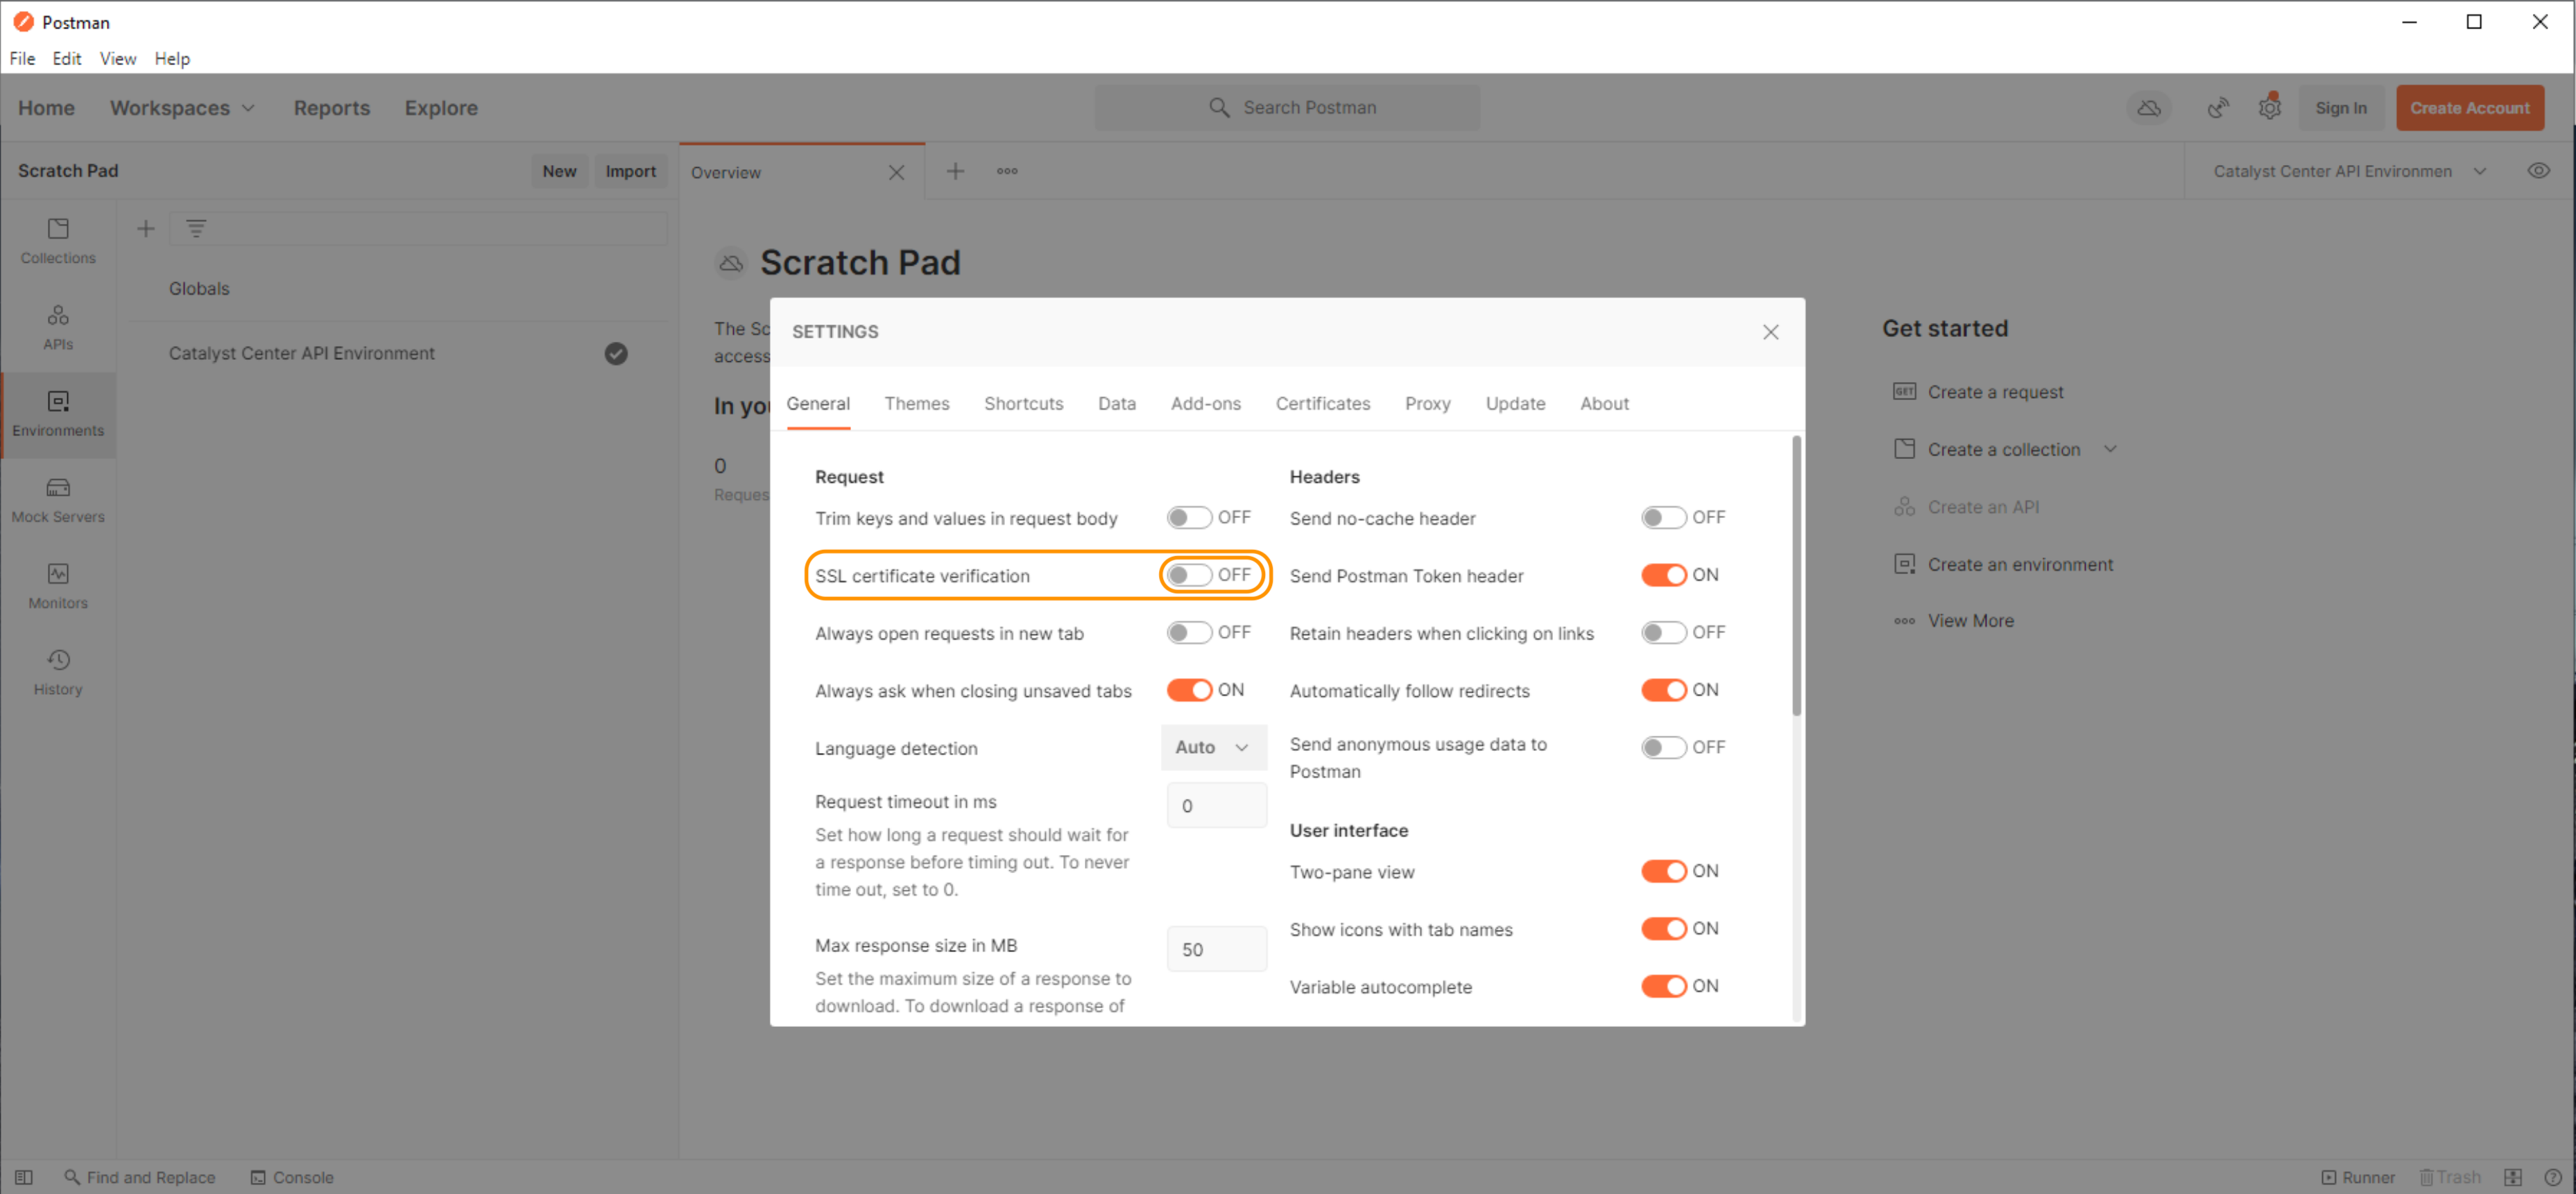 Postman
File Edit View Help
Home Workspaces Reports Explore Search Postman Sign In Create Account
Scratch Pad New Import Overview Catalyst Center API Environmen
Collections
APIs
Environments
Mock Servers
Monitors
History
Globals
Catalyst Center API Environment
Scratch Pad
The Sc
access
In you
0
Reques
SETTINGS
General Themes Shortcuts Data Add-ons Certificates Proxy Update About
Request
Trim keys and values in request body OFF
SSL certificate verification OFF
Always open requests in new tab OFF
Always ask when closing unsaved tabs ON
Language detection Auto
Request timeout in ms 0
Set how long a request should wait for
a response before timing out. To never
time out, set to 0.
Max response size in MB 50
Set the maximum size of a response to
download. To download a response of
Headers
Send no-cache header OFF
Send Postman Token header ON
Retain headers when clicking on links OFF
Automatically follow redirects ON
Send anonymous usage data to OFF
Postman
User interface
Two-pane view ON
Show icons with tab names ON
Variable autocomplete ON
Get started
GET Create a request
Create a collection
Create an API
Create an environment
View More
Find and Replace Console Runner Trash